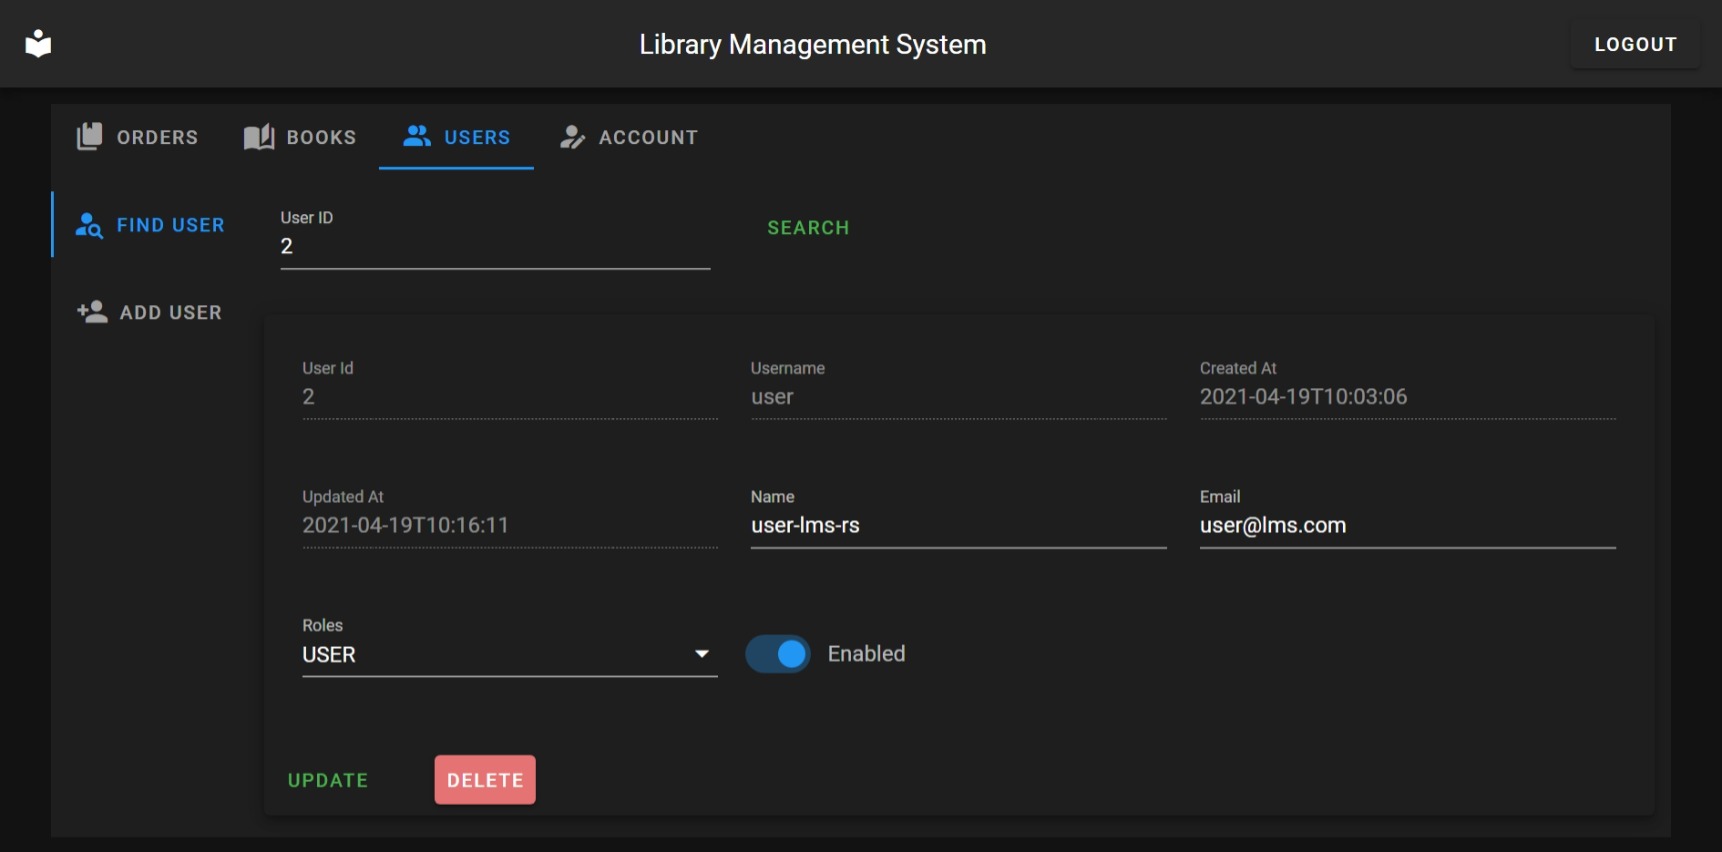 Library Management System
LOGOUT
ORDERS
BOOKS
USERS
ACCOUNT
FIND USER
ADD USER
User ID
2
SEARCH
User Id
2
Username
user
Created At
2021-04-19T10:03:06
Updated At
2021-04-19T10:16:11
Name
user-lms-rs
Email
user@lms.com
Roles
USER
Enabled
UPDATE
DELETE